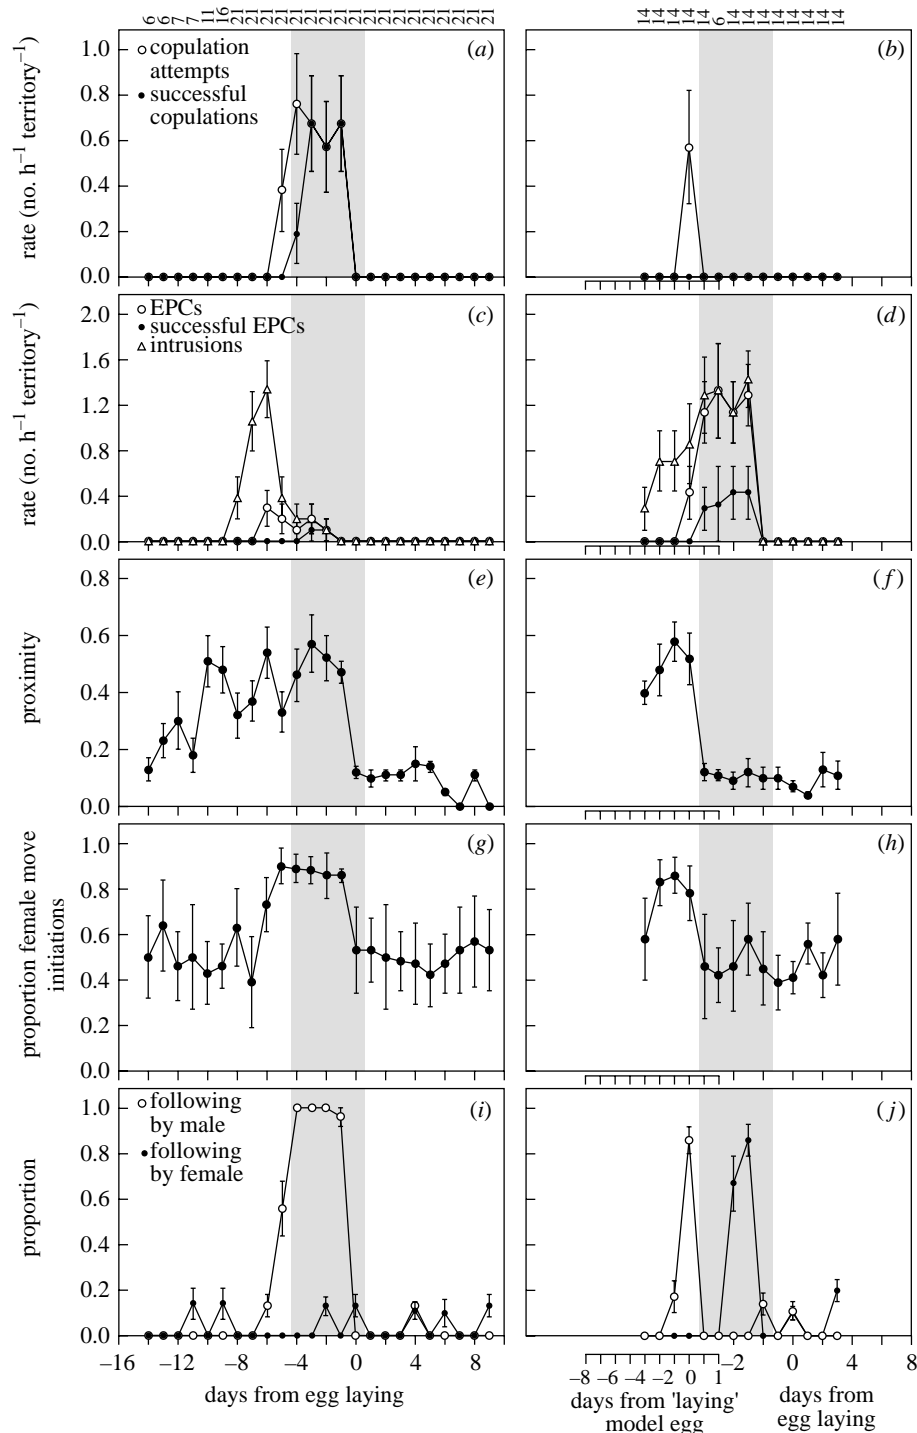 6 6 7 7 11 16 21 21 21 21 21 21 21 21 21 21 21 21 21 21 21 21 21 21
14 14 14 14 14 6 14 14 14 14 14 14 14 14
(a)
1.0
0.8
0.6
0.4
0.2
0.0
rate (no. h⁻¹ territory⁻¹)
copulation
attempts
successful
copulations
(b)
(c)
2.0
1.6
1.2
0.8
0.4
0.0
rate (no. h⁻¹ territory⁻¹)
EPCs
successful EPCs
intrusions
(d)
(e)
0.8
0.6
0.4
0.2
0.0
proximity
(f)
(g)
1.0
0.8
0.6
0.4
0.2
0.0
proportion female move
initiations
(h)
(i)
1.0
0.8
0.6
0.4
0.2
0.0
proportion
following
by male
following
by female
(j)
−16 −12 −8 −4 0 4 8
days from egg laying
−8 −6 −4 −2 0 1
days from 'laying'
model egg
−2 0 4 8
days from
egg laying